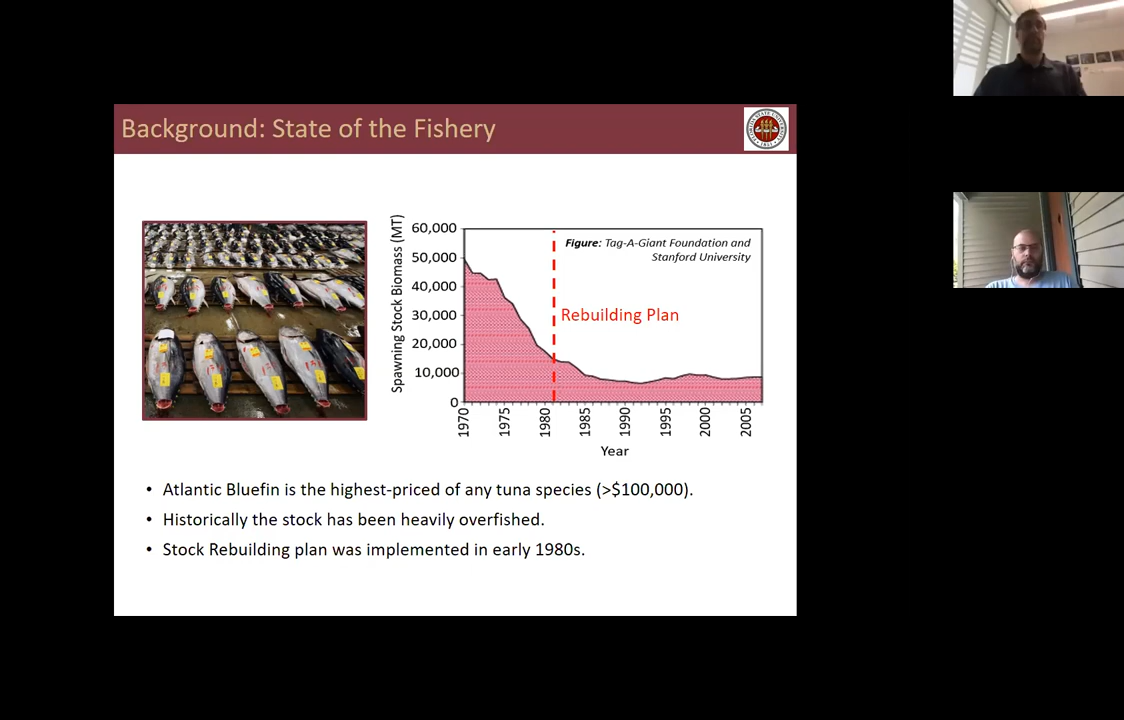 Background: State of the Fishery
Spawning Stock Biomass (MT)
60,000
50,000
40,000
30,000
20,000
10,000
0
Figure: Tag-A-Giant Foundation and
Stanford University
Rebuilding Plan
1970
1975
1980
1985
1990
1995
2000
2005
Year
• Atlantic Bluefin is the highest-priced of any tuna species (>$100,000).
• Historically the stock has been heavily overfished.
• Stock Rebuilding plan was implemented in early 1980s.